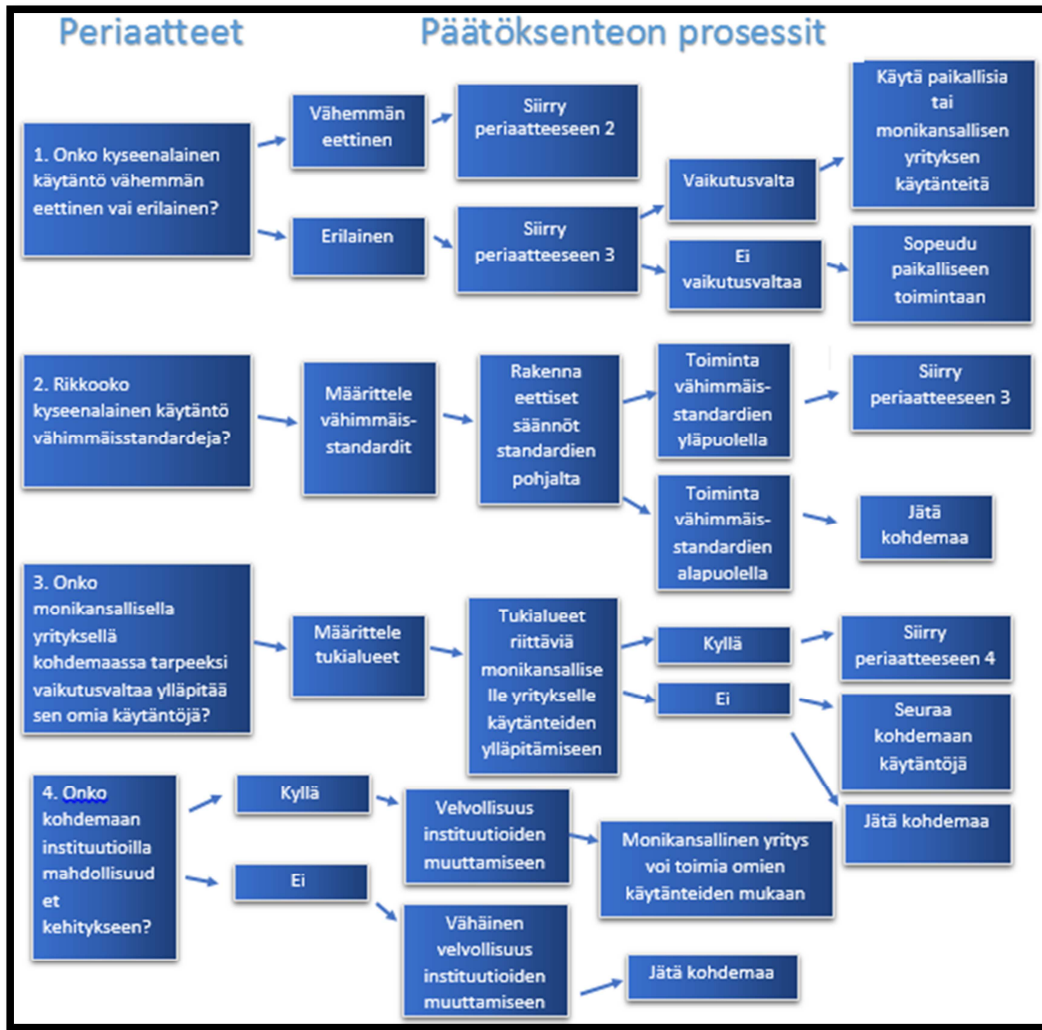 Periaatteet
Päätöksenteon prosessit
1. Onko kyseenalainen
käytäntö vähemmän
eettinen vai erilainen?
Vähemmän
eettinen
Siirry
periaatteeseen 2
Erilainen
Siirry
periaatteeseen 3
Vaikutusvalta
Käytä paikallisia
tai
monikansallisen
yrityksen
käytänteitä
Ei
vaikutusvaltaa
Sopeudu
paikalliseen
toimintaan
2. Rikkooko
kyseenalainen käytäntö
vähimmäisstandardeja?
Määrittele
vähimmäis-
standardit
Rakenna
eettiset
säännöt
standardien
pohjalta
Toiminta
vähimmäis-
standardien
yläpuolella
Siirry
periaatteeseen 3
Toiminta
vähimmäis-
standardien
alapuolella
Jätä
kohdemaa
3. Onko
monikansallisella
yrityksellä
kohdemaassa tarpeeksi
vaikutusvaltaa ylläpitää
sen omia käytäntöjä?
Määrittele
tukialueet
Tukialueet
riittäviä
monikansallise
lle yritykselle
käytänteiden
ylläpitämiseen
Kyllä
Siirry
periaatteeseen 4
Ei
Seuraa
kohdemaan
käytäntöjä
Jätä kohdemaa
4. Onko
kohdemaan
instituutioilla
mahdollisuud
et
kehitykseen?
Kyllä
Velvollisuus
instituutioiden
muuttamiseen
Monikansallinen yritys
voi toimia omien
käytänteiden mukaan
Ei
Vähäinen
velvollisuus
instituutioiden
muuttamiseen
Jätä kohdemaa